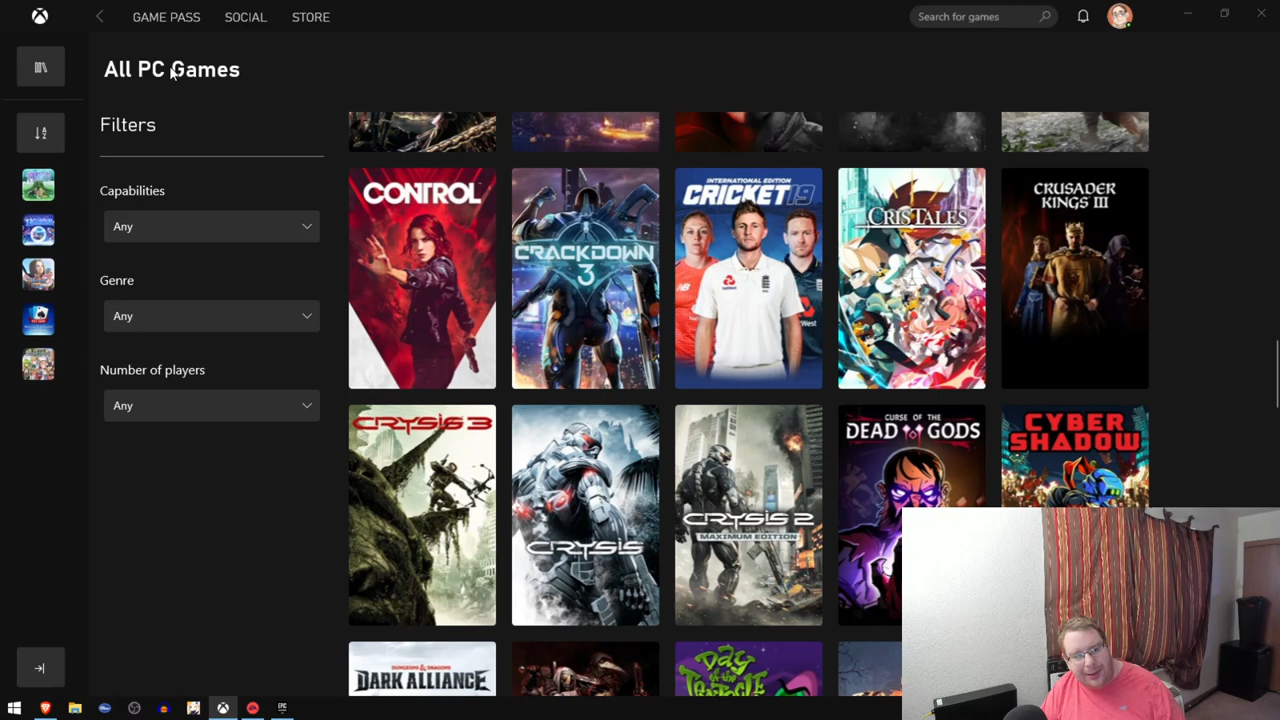 GAME PASS
SOCIAL
STORE
Search for games
All PC Games
Filters
Capabilities
Any
Genre
Any
Number of players
Any
CONTROL
CRACKDOWN
3
INTERNATIONAL EDITION
CRICKET 19
CRISTALES
CRUSADER
KINGS III
CRYSIS 3
CRYSIS
CRYSIS 2
MAXIMUM EDITION
CURSE OF THE
DEAD GODS
CYBER
SHADOW
DUNGEONS & DRAGONS
DARK ALLIANCE
Day
of the
Tentacle